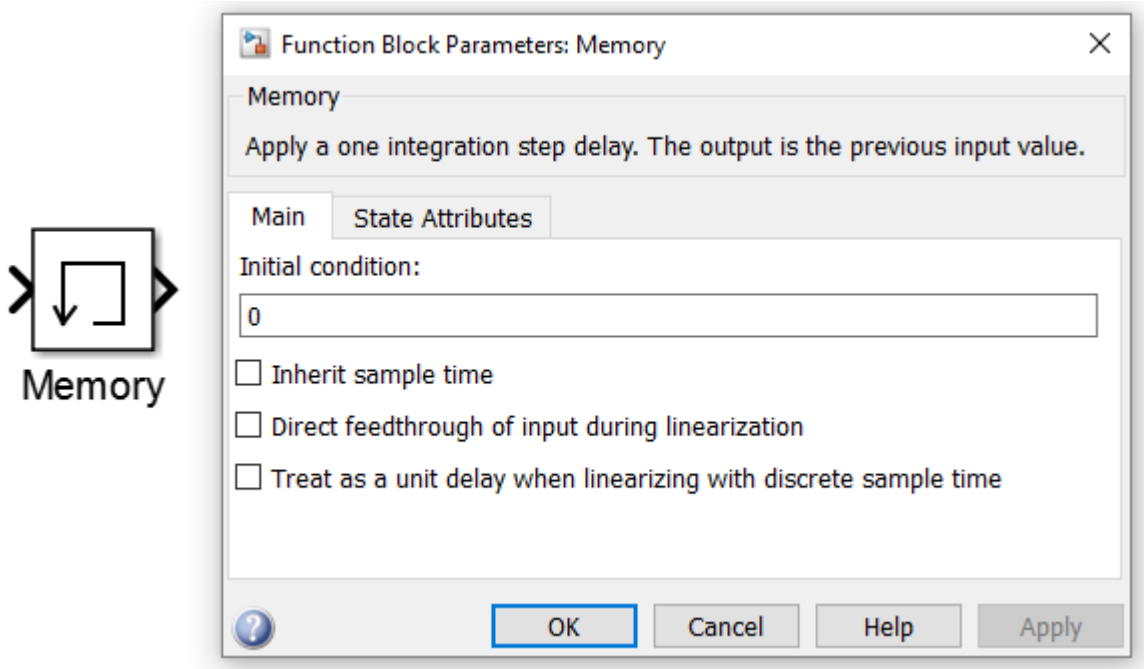 Function Block Parameters: Memory
Memory
Apply a one integration step delay. The output is the previous input value.
Main State Attributes
Initial condition:
0
Inherit sample time
Direct feedthrough of input during linearization
Treat as a unit delay when linearizing with discrete sample time
Memory
? OK Cancel Help Apply